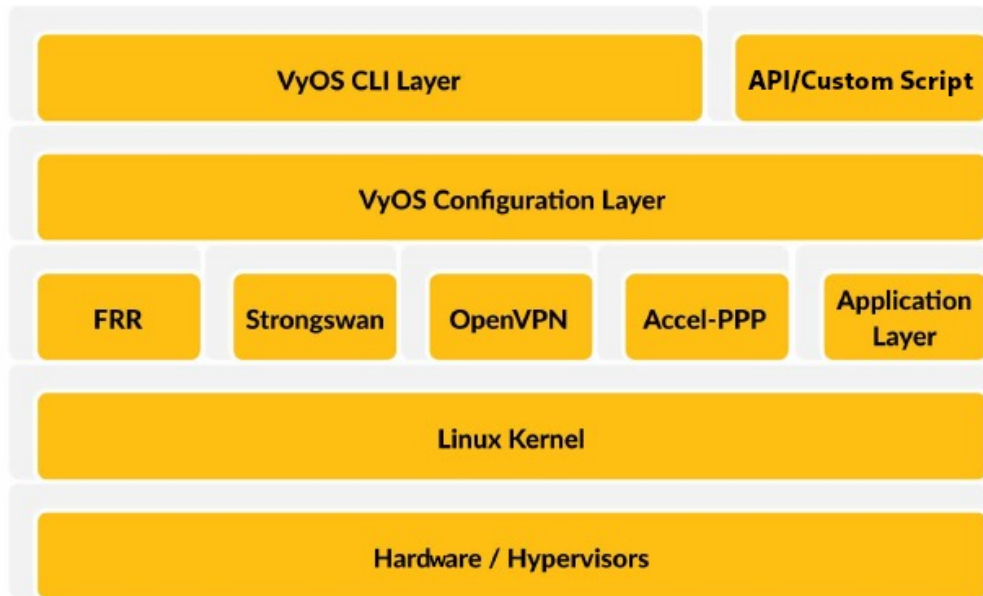 VyOS CLI Layer
API/Custom Script
VyOS Configuration Layer
FRR
Strongswan
OpenVPN
Accel-PPP
Application
Layer
Linux Kernel
Hardware / Hypervisors